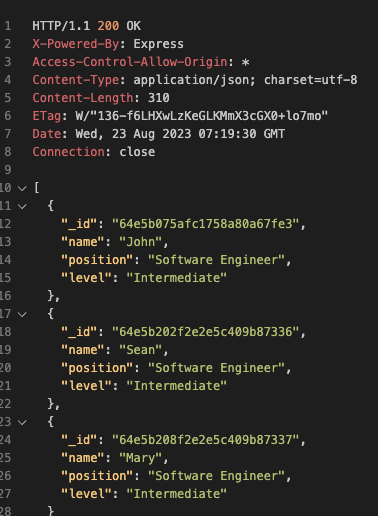 1 HTTP/1.1 200 OK
2 X-Powered-By: Express
3 Access-Control-Allow-Origin: *
4 Content-Type: application/json; charset=utf-8
5 Content-Length: 310
6 ETag: W/"136-f6LHXwLzKeGLKMmX3cGX0+lo7mo"
7 Date: Wed, 23 Aug 2023 07:19:30 GMT
8 Connection: close
9
10 [
11 {
12 "_id": "64e5b075afc1758a80a67fe3",
13 "name": "John",
14 "position": "Software Engineer",
15 "level": "Intermediate"
16 },
17 {
18 "_id": "64e5b202f2e2e5c409b87336",
19 "name": "Sean",
20 "position": "Software Engineer",
21 "level": "Intermediate"
22 },
23 {
24 "_id": "64e5b208f2e2e5c409b87337",
25 "name": "Mary",
26 "position": "Software Engineer",
27 "level": "Intermediate"
28 }